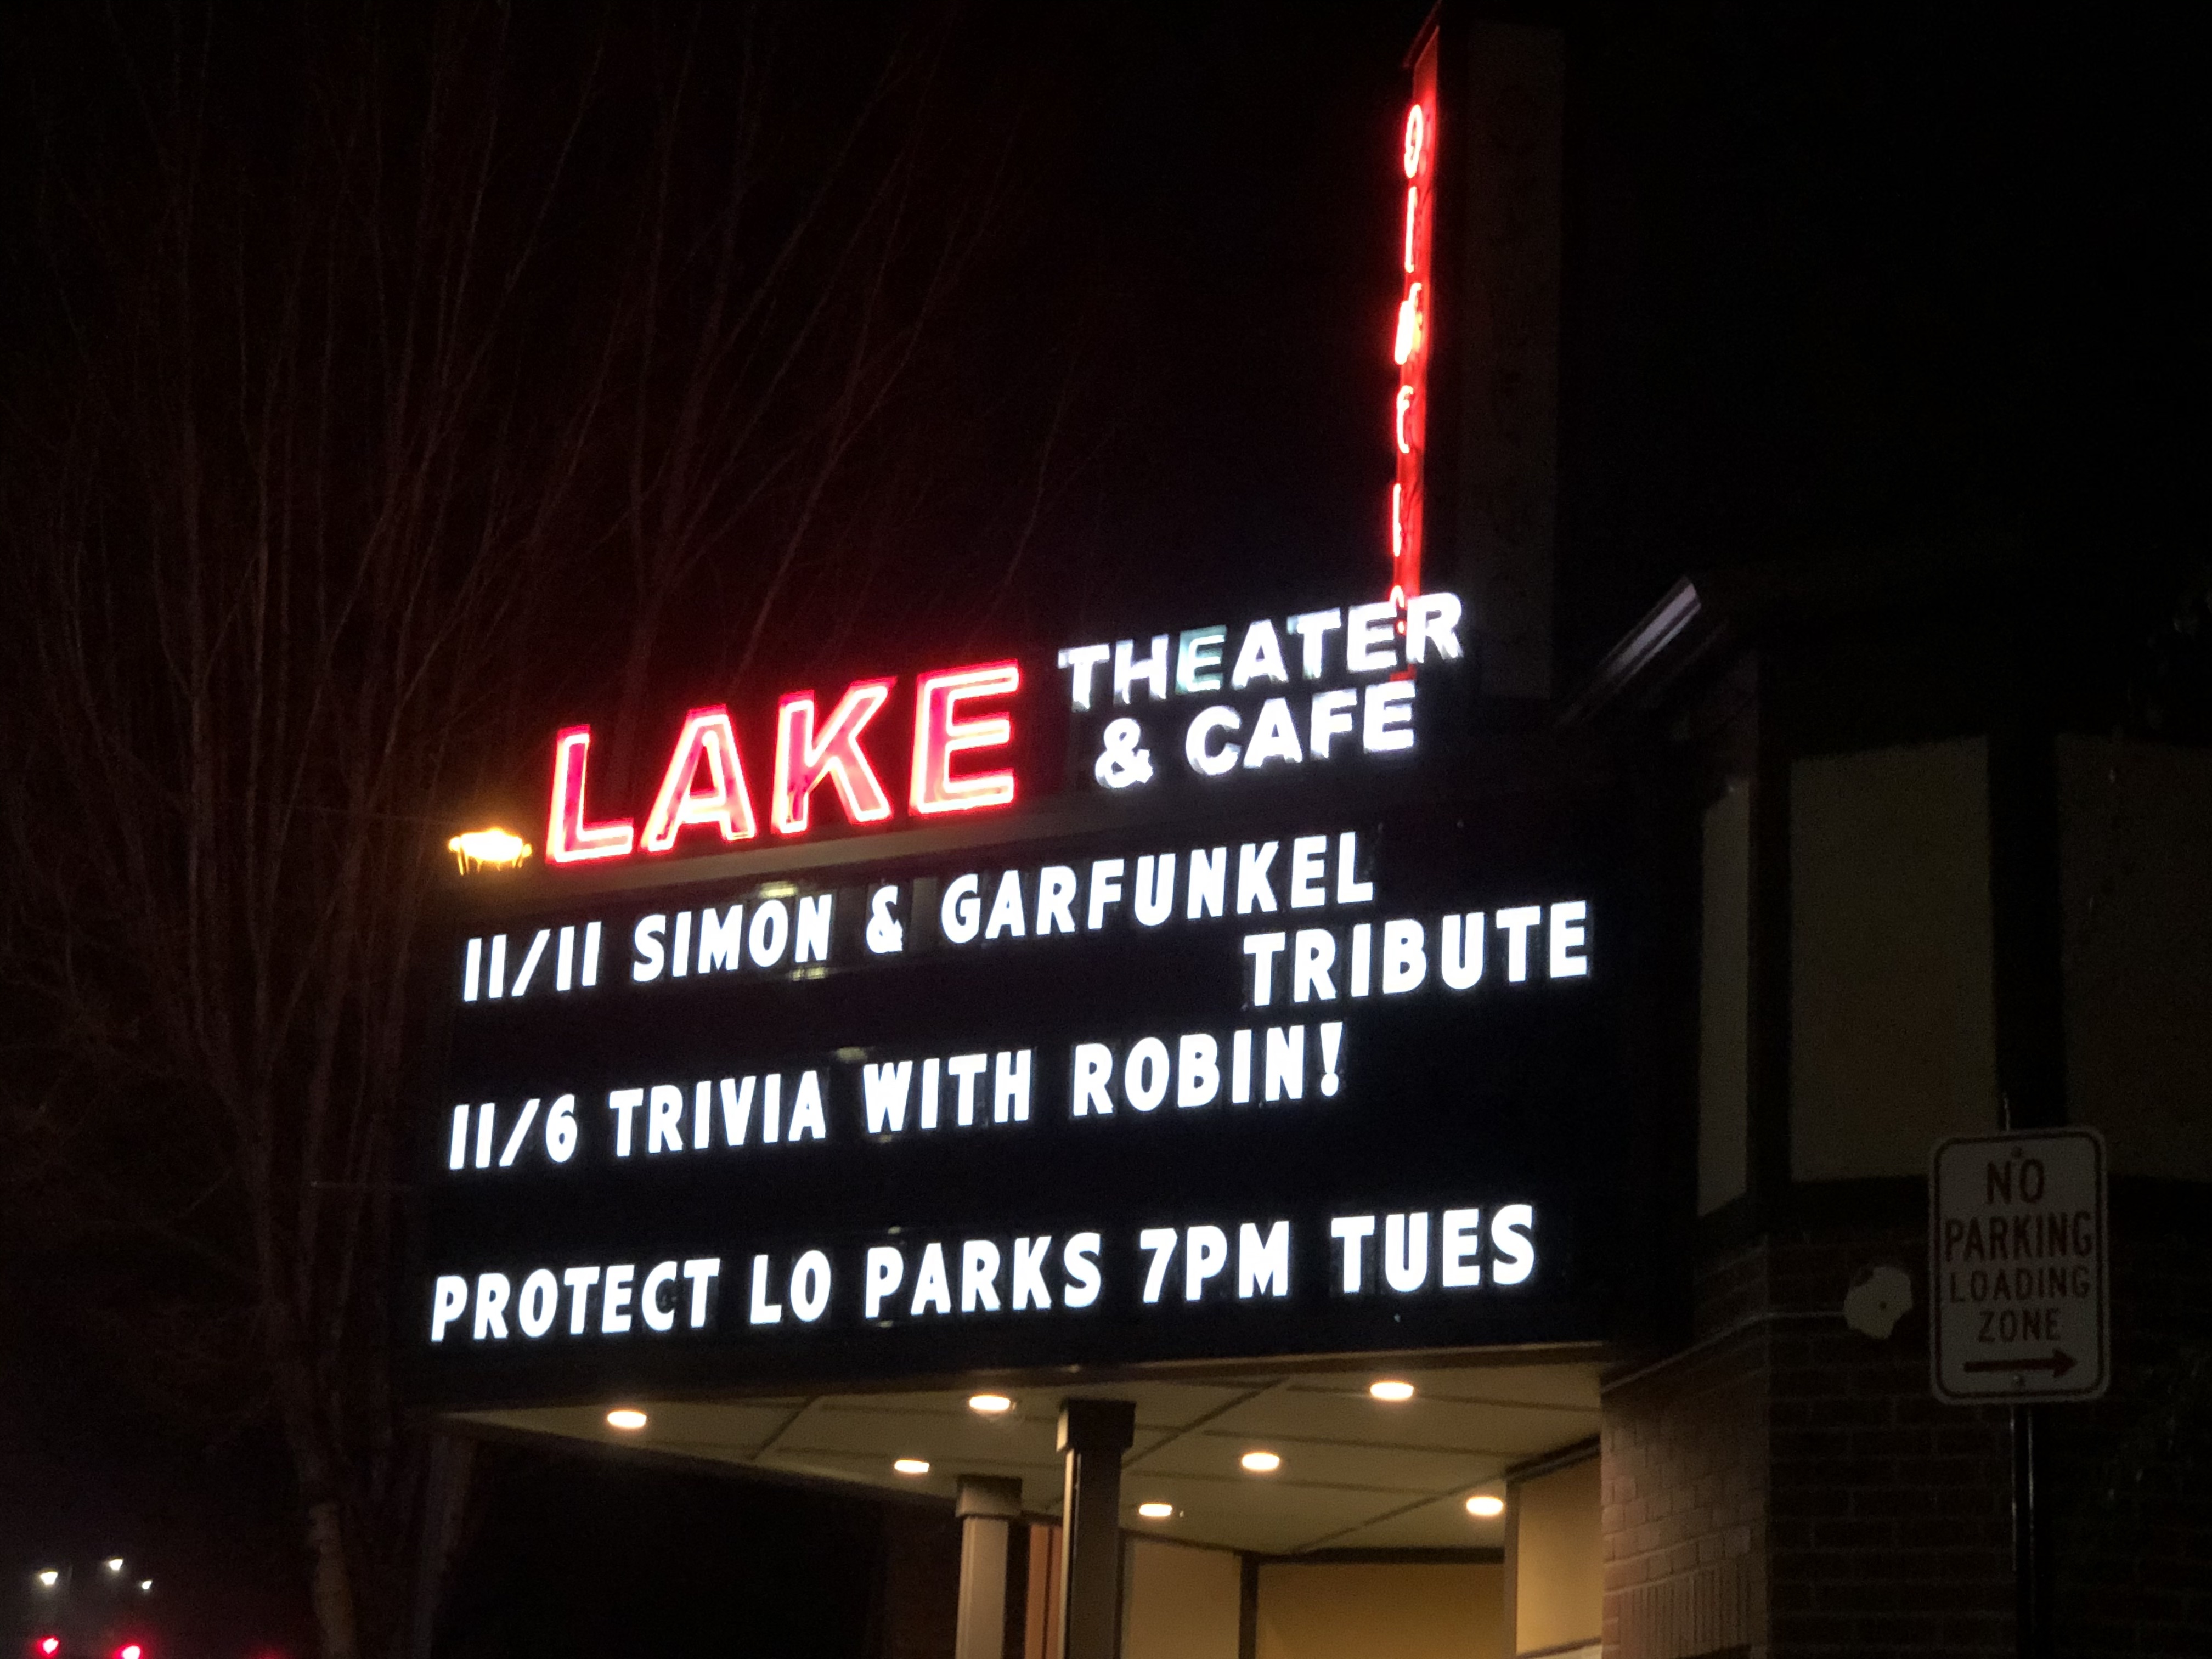 LAKE THEATER
& CAFE
11/11 SIMON & GARFUNKEL
TRIBUTE
11/6 TRIVIA WITH ROBIN!
PROTECT LO PARKS 7PM TUES
NO
PARKING
LOADING
ZONE